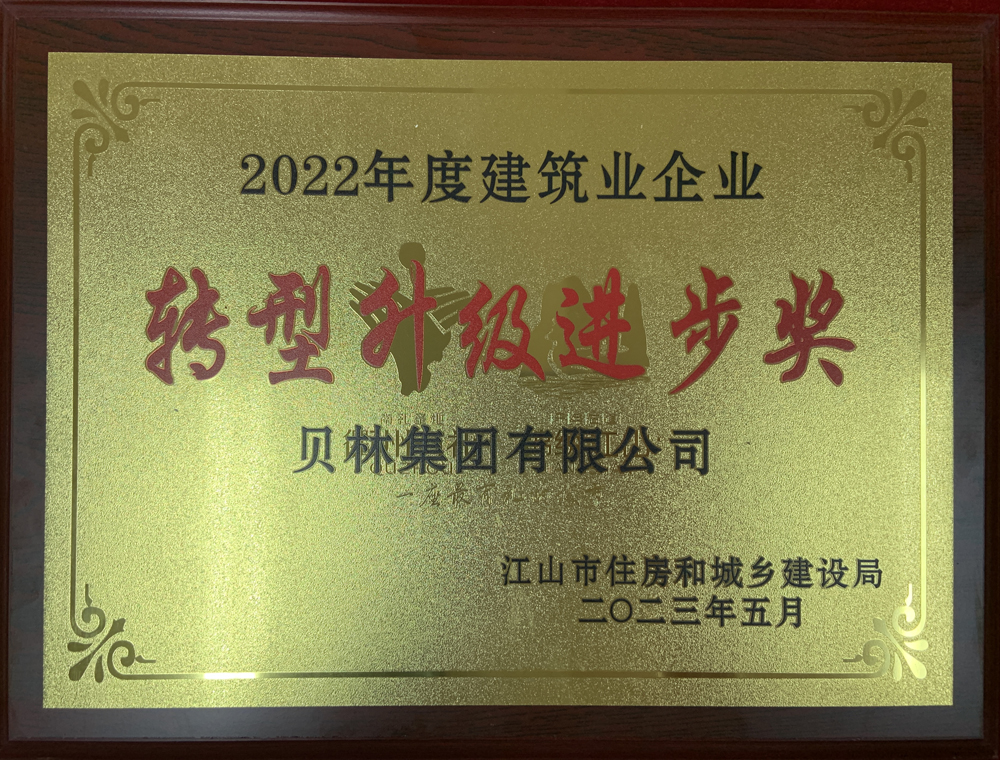 2022年度建筑业企业
转型升级进步奖
贝林集团有限公司
江山市住房和城乡建设局
二〇二三年五月